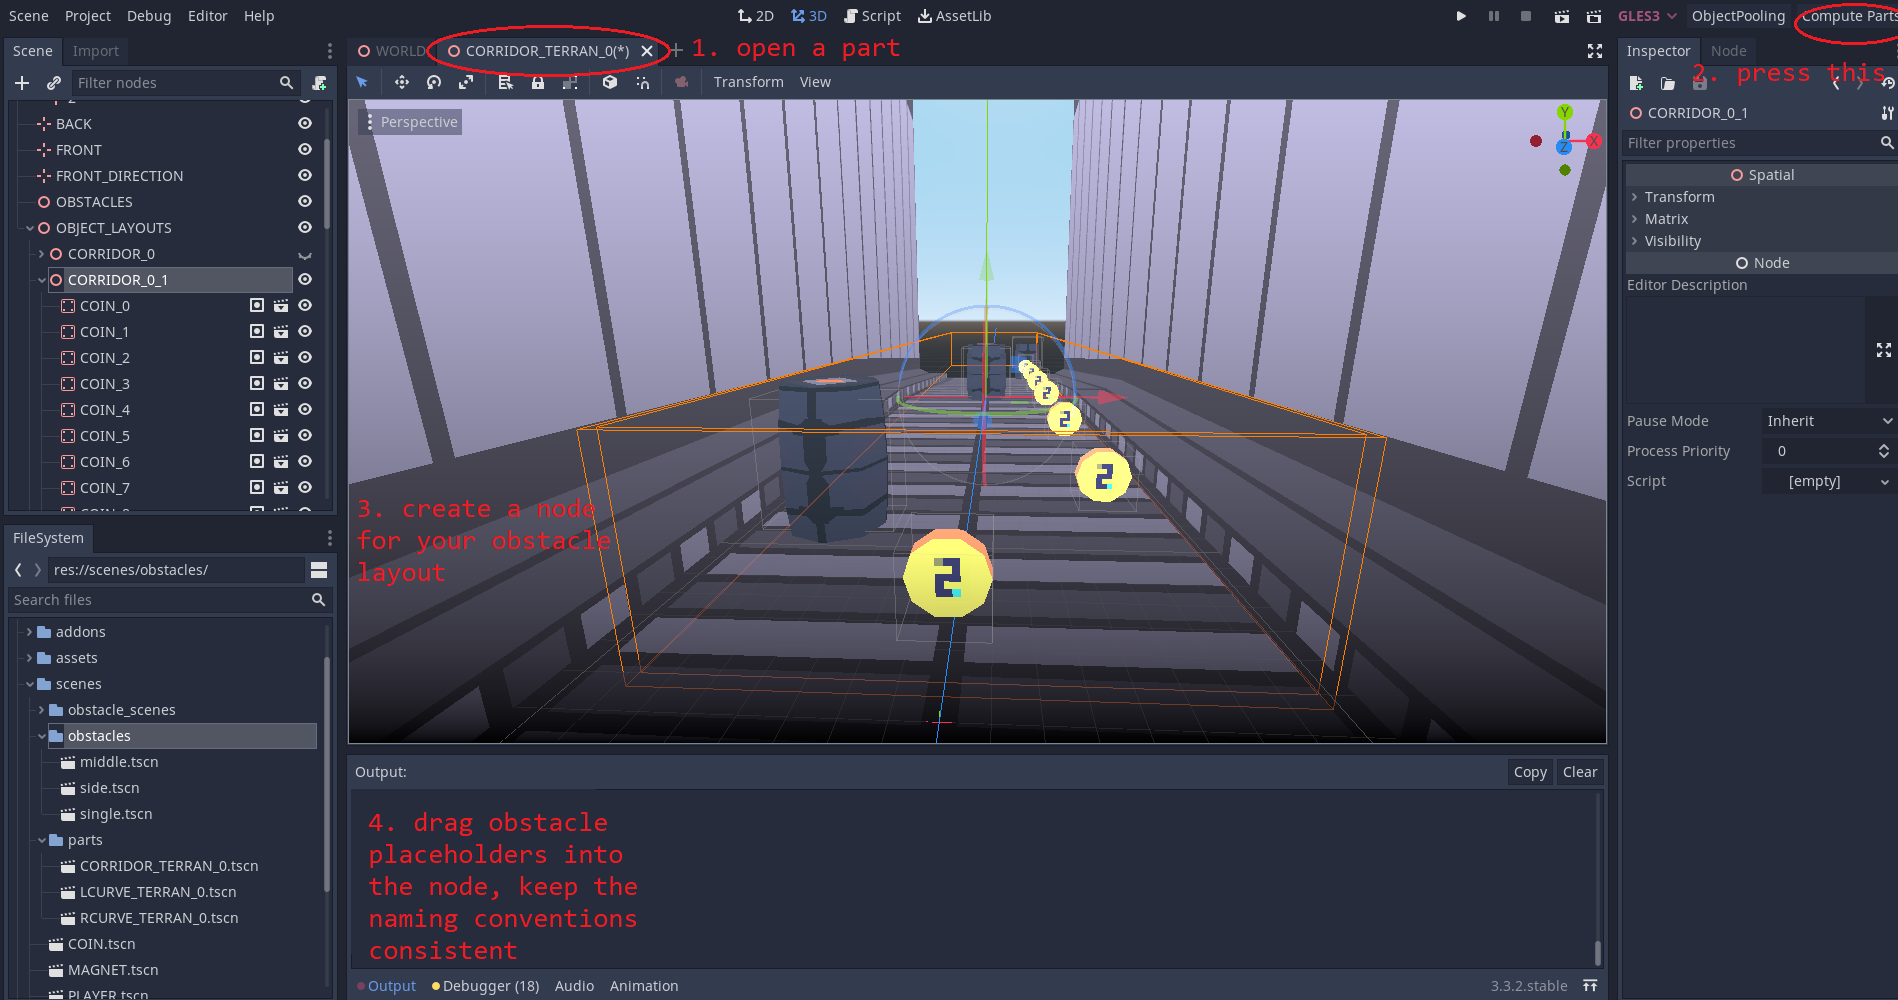 Scene Project Debug Editor Help
2D 3D Script AssetLib
GLES3 ObjectPooling Compute Parts
Scene Import
Filter nodes
BACK
FRONT
FRONT_DIRECTION
OBSTACLES
OBJECT_LAYOUTS
CORRIDOR_0
CORRIDOR_0_1
COIN_0
COIN_1
COIN_2
COIN_3
COIN_4
COIN_5
COIN_6
COIN_7
FileSystem
res://scenes/obstacles/
Search files
addons
assets
scenes
obstacle_scenes
obstacles
middle.tscn
side.tscn
single.tscn
parts
CORRIDOR_TERRAN_0.tscn
LCURVE_TERRAN_0.tscn
RCURVE_TERRAN_0.tscn
COIN.tscn
MAGNET.tscn
PLAYER.tscn
WORLD CORRIDOR_TERRAN_0(*)
1. open a part
Transform View
Perspective
Y
X
Z
2
2
2
3. create a node
for your obstacle
layout
Output:
Copy Clear
4. drag obstacle
placeholders into
the node, keep the
naming conventions
consistent
Output Debugger (18) Audio Animation
3.3.2.stable
Inspector Node
2. press this
CORRIDOR_0_1
Filter properties
Spatial
Transform
Matrix
Visibility
Node
Editor Description
Pause Mode Inherit
Process Priority 0
Script [empty]